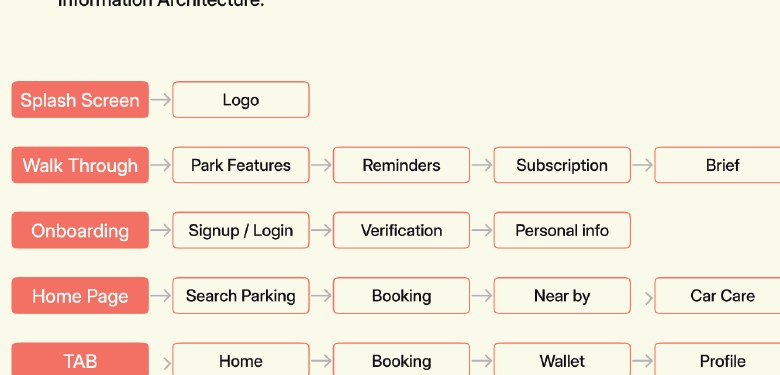 Information Architecture.
Splash Screen Logo
Walk Through Park Features Reminders Subscription Brief
Onboarding Signup / Login Verification Personal info
Home Page Search Parking Booking Near by Car Care
TAB Home Booking Wallet Profile